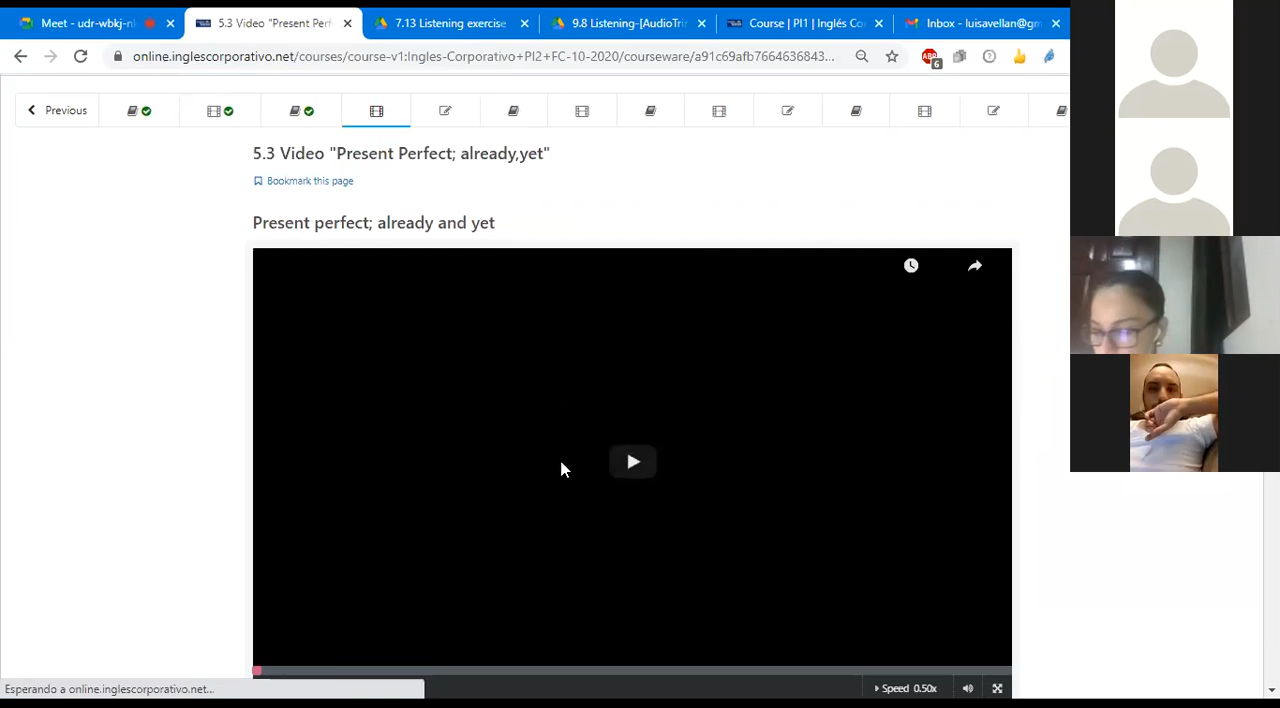 Meet - udr-wbkj-n
5.3 Video "Present Perf
7.13 Listening exercise
9.8 Listening-[AudioTri
Course | PI1 | Inglés Co
Inbox - luisavellan@gm
online.inglescorporativo.net/courses/course-v1:Ingles-Corporativo+PI2+FC-10-2020/courseware/a91c69afb7664636843...
6
Previous
5.3 Video "Present Perfect; already,yet"
Bookmark this page
Present perfect; already and yet
Esperando a online.inglescorporativo.net...
Speed 0.50x